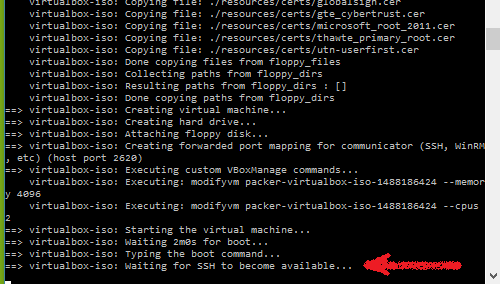 virtualbox-iso: Copying file: ./resources/certs/globalsign.cer
virtualbox-iso: Copying file: ./resources/certs/gte_cybertrust.cer
virtualbox-iso: Copying file: ./resources/certs/microsoft_root_2011.cer
virtualbox-iso: Copying file: ./resources/certs/thawte_primary_root.cer
virtualbox-iso: Copying file: ./resources/certs/utn-userfirst.cer
virtualbox-iso: Done copying files from floppy_files
virtualbox-iso: Collecting paths from floppy_dirs
virtualbox-iso: Resulting paths from floppy_dirs : []
virtualbox-iso: Done copying paths from floppy_dirs
==> virtualbox-iso: Creating virtual machine...
==> virtualbox-iso: Creating hard drive...
==> virtualbox-iso: Attaching floppy disk...
==> virtualbox-iso: Creating forwarded port mapping for communicator (SSH, WinRM
, etc) (host port 2620)
==> virtualbox-iso: Executing custom VBoxManage commands...
virtualbox-iso: Executing: modifyvm packer-virtualbox-iso-1488186424 --memor
y 4096
virtualbox-iso: Executing: modifyvm packer-virtualbox-iso-1488186424 --cpus
2
==> virtualbox-iso: Starting the virtual machine...
==> virtualbox-iso: Waiting 2m0s for boot...
==> virtualbox-iso: Typing the boot command...
==> virtualbox-iso: Waiting for SSH to become available...